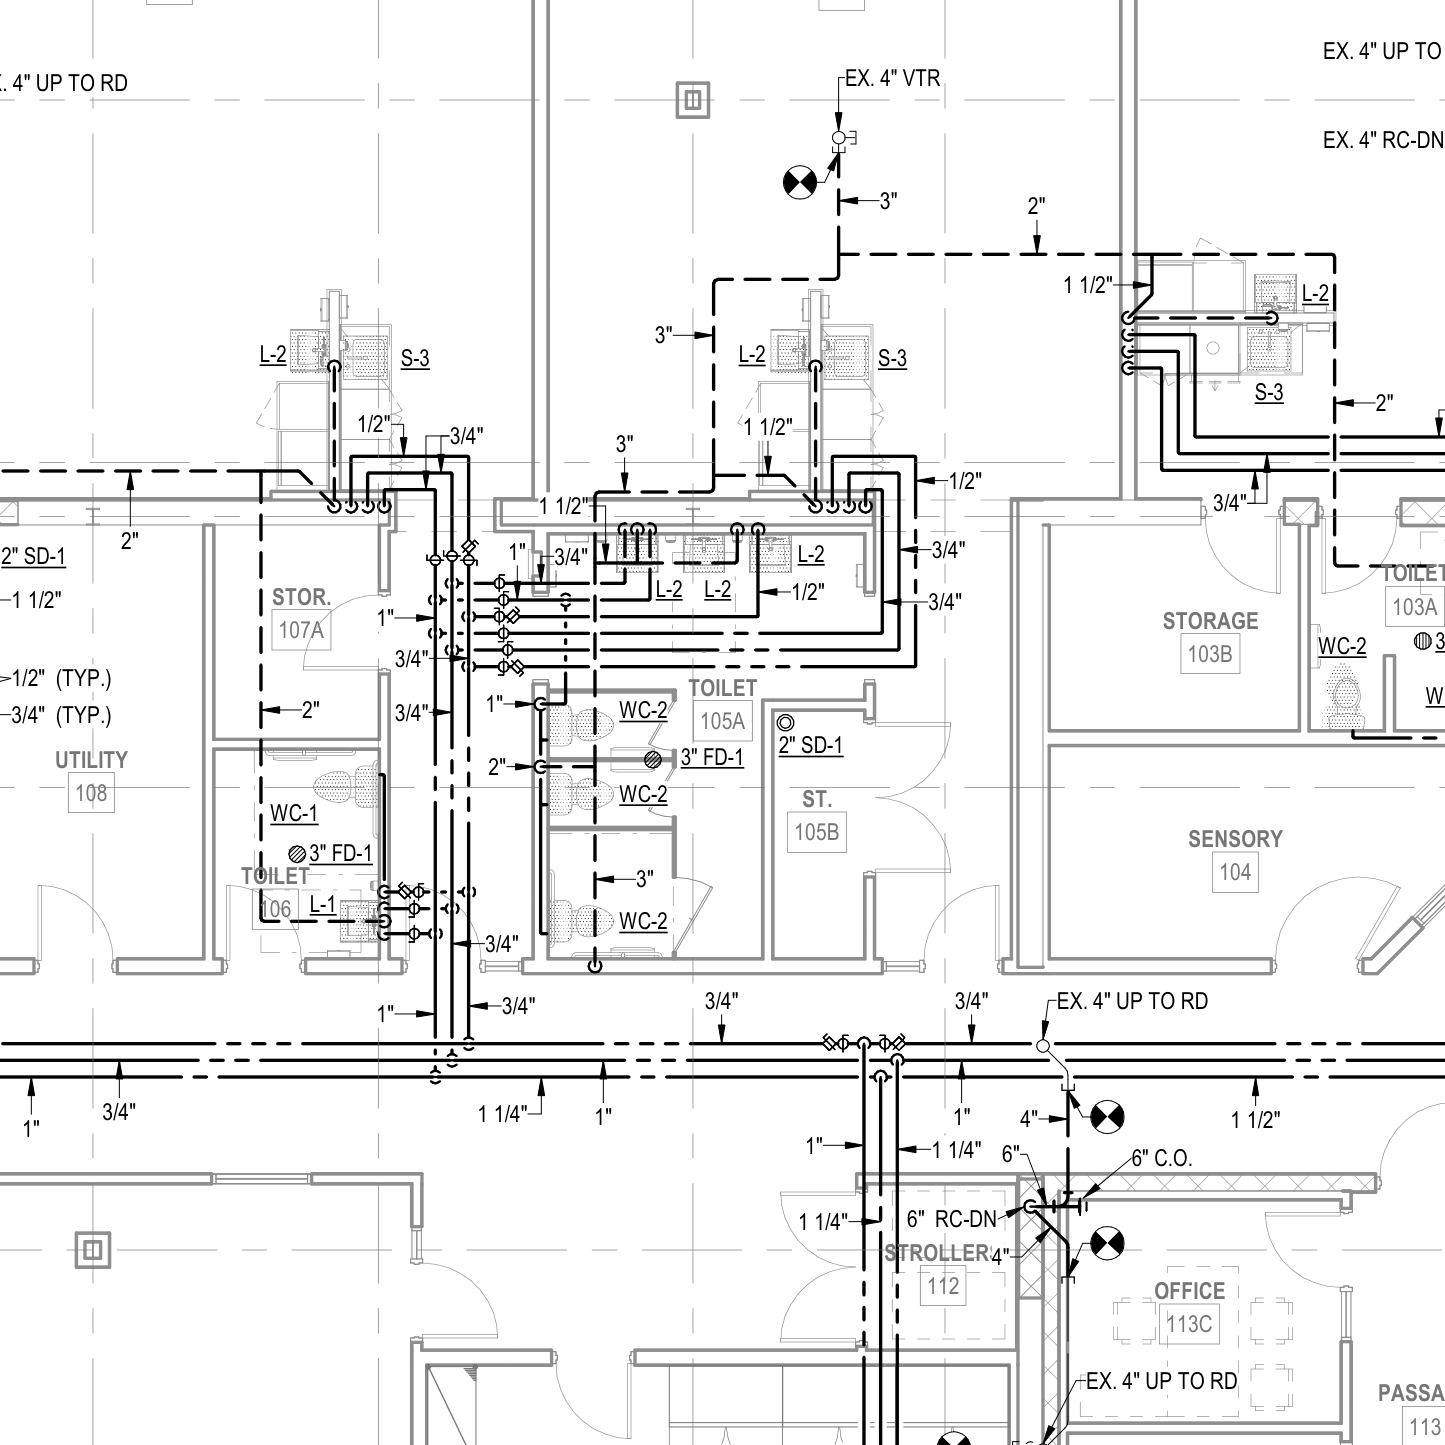 EX. 4" UP TO
. 4" UP TO RD
EX. 4" VTR
EX. 4" RC-DN
3"
2"
1 1/2"
L-2
3"
L-2
S-3
L-2
S-3
S-3
2"
1/2"
3/4"
3"
1 1/2"
1/2"
3/4"
1 1/2"
2"
1"
3/4"
3/4"
2" SD-1
L-2
TOILET
103A
L-2
L-2
1/2"
3/4"
1 1/2"
STOR.
107A
1"
STORAGE
103B
3/4"
WC-2
3
1/2" (TYP.)
TOILET
105A
W
3/4" (TYP.)
2"
3/4"
1"
WC-2
2" SD-1
UTILITY
108
2"
3" FD-1
WC-2
ST.
105B
WC-1
SENSORY
104
3" FD-1
TOILET
106
L-1
3"
WC-2
3/4"
1"
3/4"
3/4"
3/4"
EX. 4" UP TO RD
1"
3/4"
1 1/4"
1"
1"
4"
1 1/2"
1"
1 1/4"
6"
6" C.O.
1 1/4"
6" RC-DN
STROLLER
4"
112
OFFICE
113C
EX. 4" UP TO RD
PASSA
113